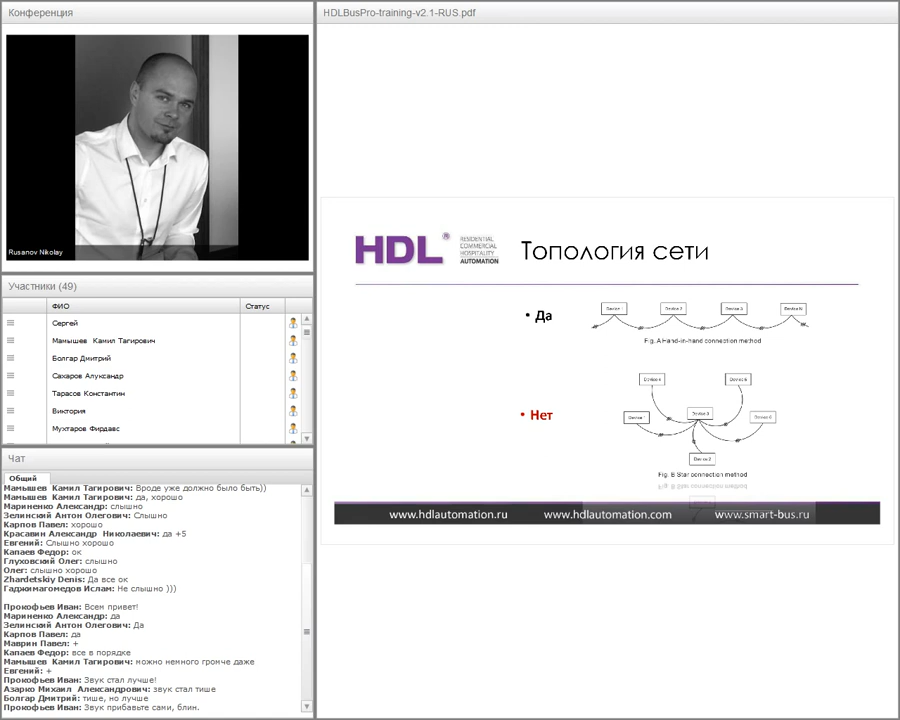 Конференция
Rusanov Nikolay
Участники (49)
ФИО
Статус
Сергей
Мамышев Камил Тагирович
Болгар Дмитрий
Сахаров Алуксандр
Тарасов Константин
Виктория
Мухтаров Фирдавс
Чат
Общий
Мамышев Камил Тагирович: Вроде уже должно было быть))
Мамышев Камил Тагирович: да, хорошо
Мариненко Александр: слышно
Зелинский Антон Олегович: Слышно
Карпов Павел: хорошо
Красавин Александр Николаевич: да +5
Евгений: Слышно хорошо
Капаев Федор: ок
Глуховский Олег: слышно
Олег: слышно хорошо
Zhardetskiy Denis: Да все ок
Гаджимагомедов Ислам: Не слышно )))
Прокофьев Иван: Всем привет!
Мариненко Александр: да
Зелинский Антон Олегович: Да
Карпов Павел: да
Маврин Павел: +
Капаев Федор: все в порядке
Мамышев Камил Тагирович: можно немного громче даже
Евгений: +
Прокофьев Иван: Звук стал лучше!
Азарко Михаил Александрович: звук стал тише
Болгар Дмитрий: тише, но лучше
Прокофьев Иван: Звук прибавьте сами, блин.
HDLBusPro-training-v2.1-RUS.pdf
HDL®
RESIDENTIAL
COMMERCIAL
HOSPITALITY
AUTOMATION
Топология сети
• Да
Fig. A Hand-in-hand connection method
• Нет
Fig. B Star connection method
www.hdlautomation.ru
www.hdlautomation.com
www.smart-bus.ru